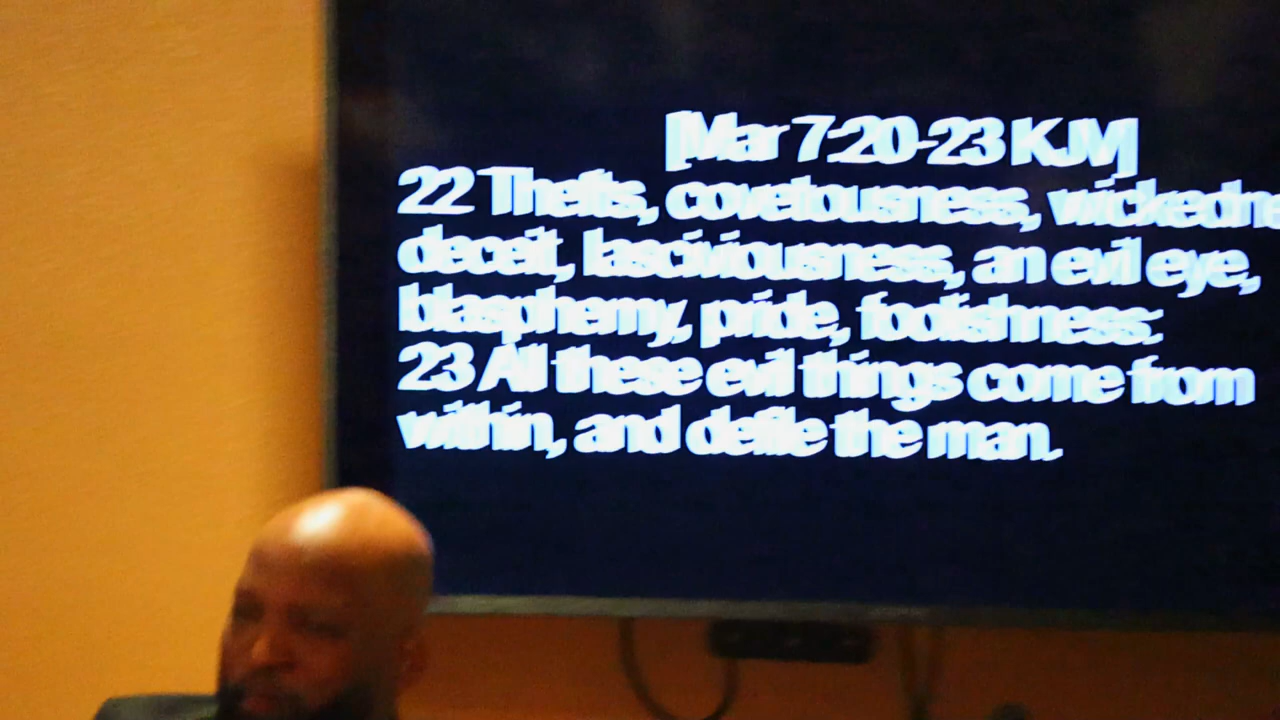 [Mar 7:20-23 KJV]
22 Thefts, covetousness, wickedne
deceit, lasciviousness, an evil eye,
blasphemy, pride, foolishness:
23 All these evil things come from
within, and defile the man.